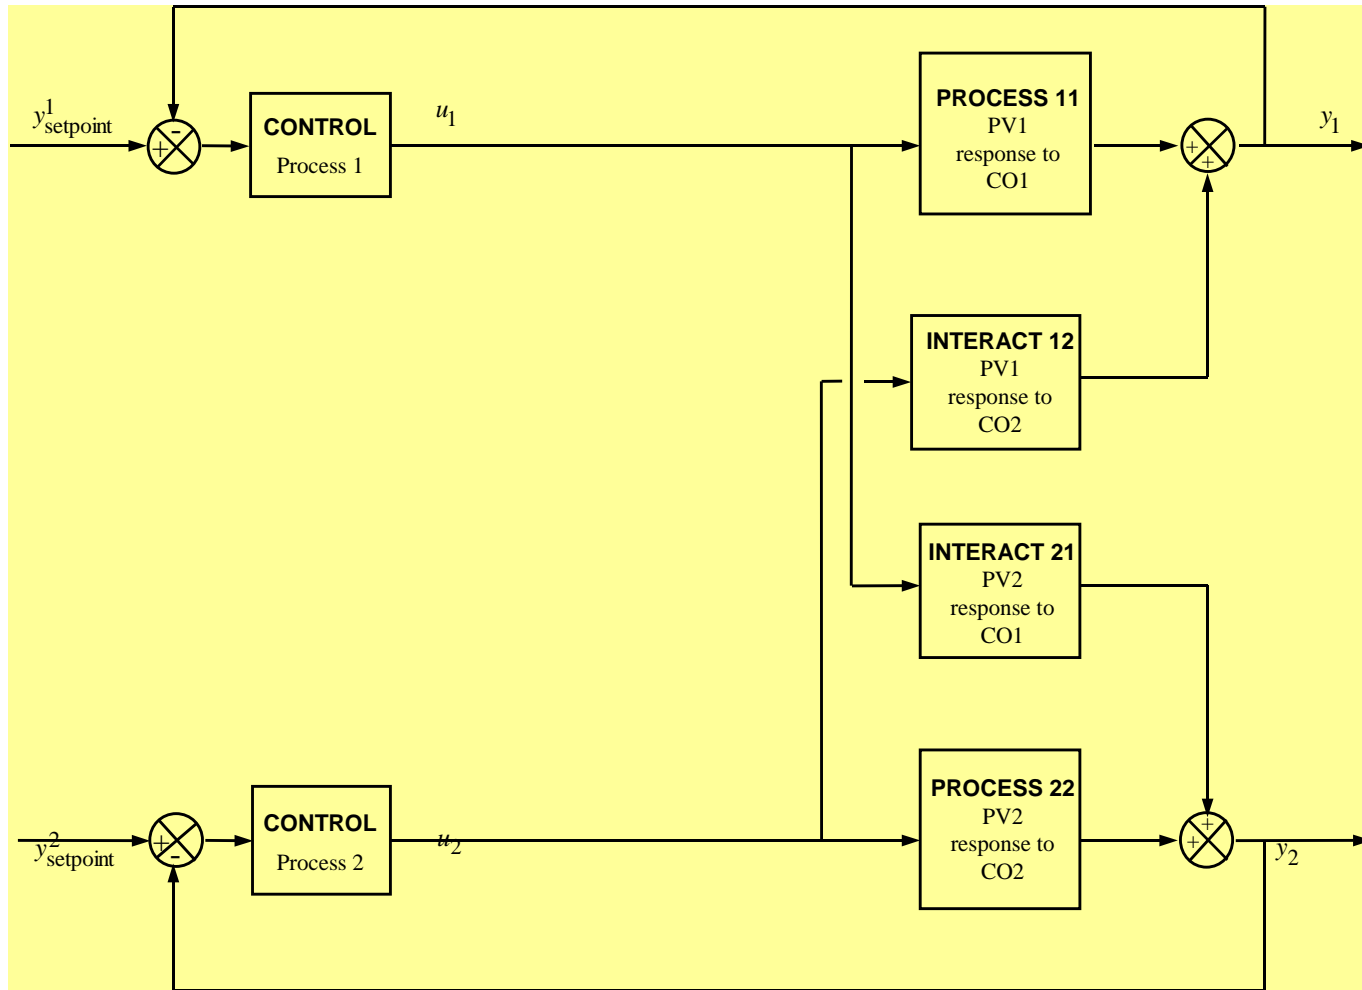 y¹setpoint
-
+
CONTROL
Process 1
u₁
PROCESS 11
PV1
response to
CO1
+
+
y₁
INTERACT 12
PV1
response to
CO2
INTERACT 21
PV2
response to
CO1
y²setpoint
+
-
CONTROL
Process 2
u₂
PROCESS 22
PV2
response to
CO2
+
+
y₂